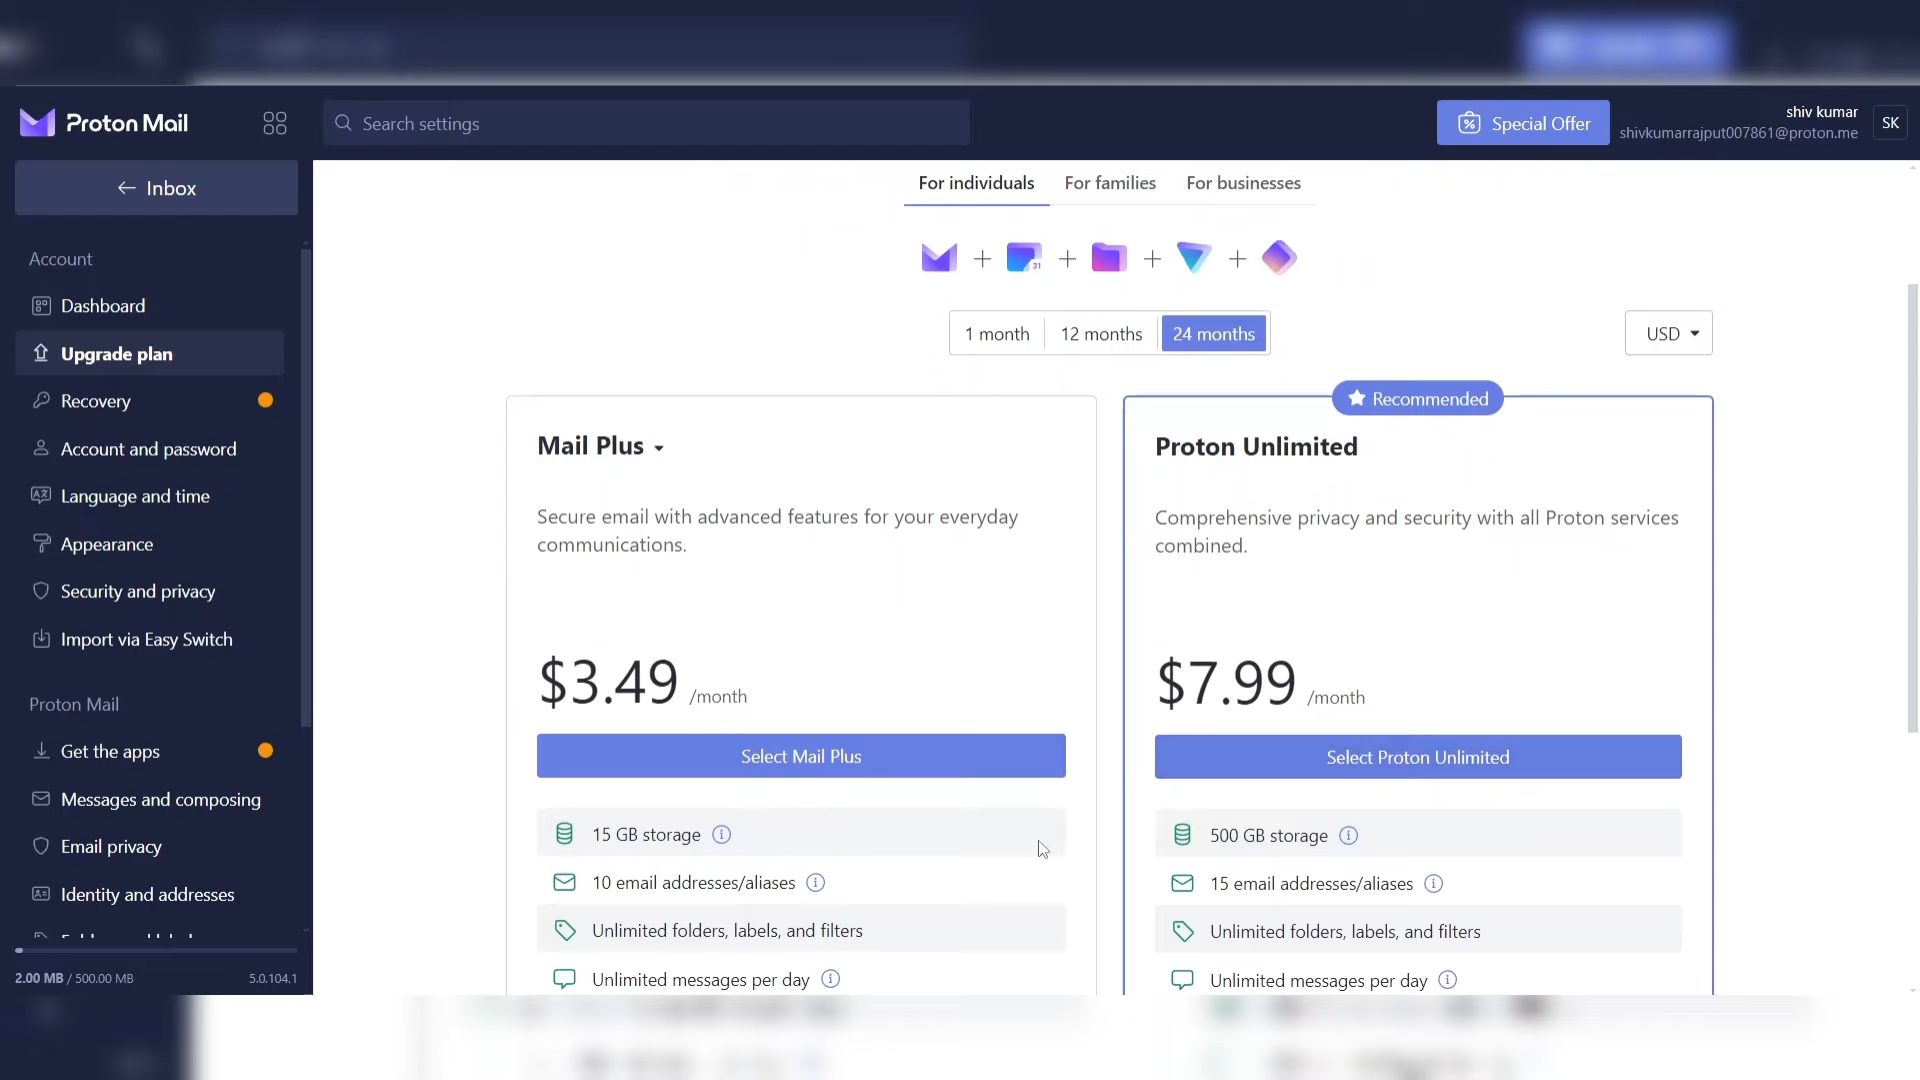 Proton Mail
Search settings
Special Offer
shiv kumar
shivkumarrajput007861@proton.me
SK
Inbox
Account
Dashboard
Upgrade plan
Recovery
Account and password
Language and time
Appearance
Security and privacy
Import via Easy Switch
Proton Mail
Get the apps
Messages and composing
Email privacy
Identity and addresses
2.00 MB / 500.00 MB
5.0.104.1
For individuals
For families
For businesses
31
1 month
12 months
24 months
USD
Mail Plus
Secure email with advanced features for your everyday
communications.
$3.49 /month
Select Mail Plus
15 GB storage
10 email addresses/aliases
Unlimited folders, labels, and filters
Unlimited messages per day
Recommended
Proton Unlimited
Comprehensive privacy and security with all Proton services
combined.
$7.99 /month
Select Proton Unlimited
500 GB storage
15 email addresses/aliases
Unlimited folders, labels, and filters
Unlimited messages per day